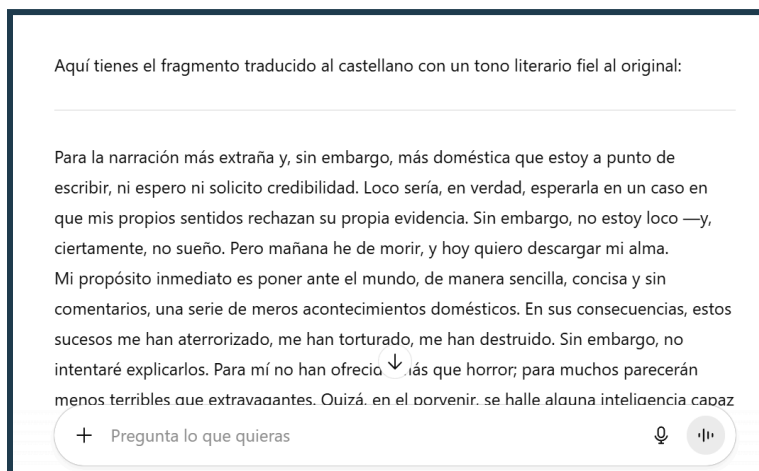 Aquí tienes el fragmento traducido al castellano con un tono literario fiel al original:
Para la narración más extraña y, sin embargo, más doméstica que estoy a punto de
escribir, ni espero ni solicito credibilidad. Loco sería, en verdad, esperarla en un caso en
que mis propios sentidos rechazan su propia evidencia. Sin embargo, no estoy loco —y,
ciertamente, no sueño. Pero mañana he de morir, y hoy quiero descargar mi alma.
Mi propósito inmediato es poner ante el mundo, de manera sencilla, concisa y sin
comentarios, una serie de meros acontecimientos domésticos. En sus consecuencias, estos
sucesos me han aterrorizado, me han torturado, me han destruido. Sin embargo, no
intentaré explicarlos. Para mí no han que horror; para muchos parecerán
menos terribles que extravagantes. Quizá, en el porvenir, se halle alguna inteligencia capaz
Pregunta lo que quieras